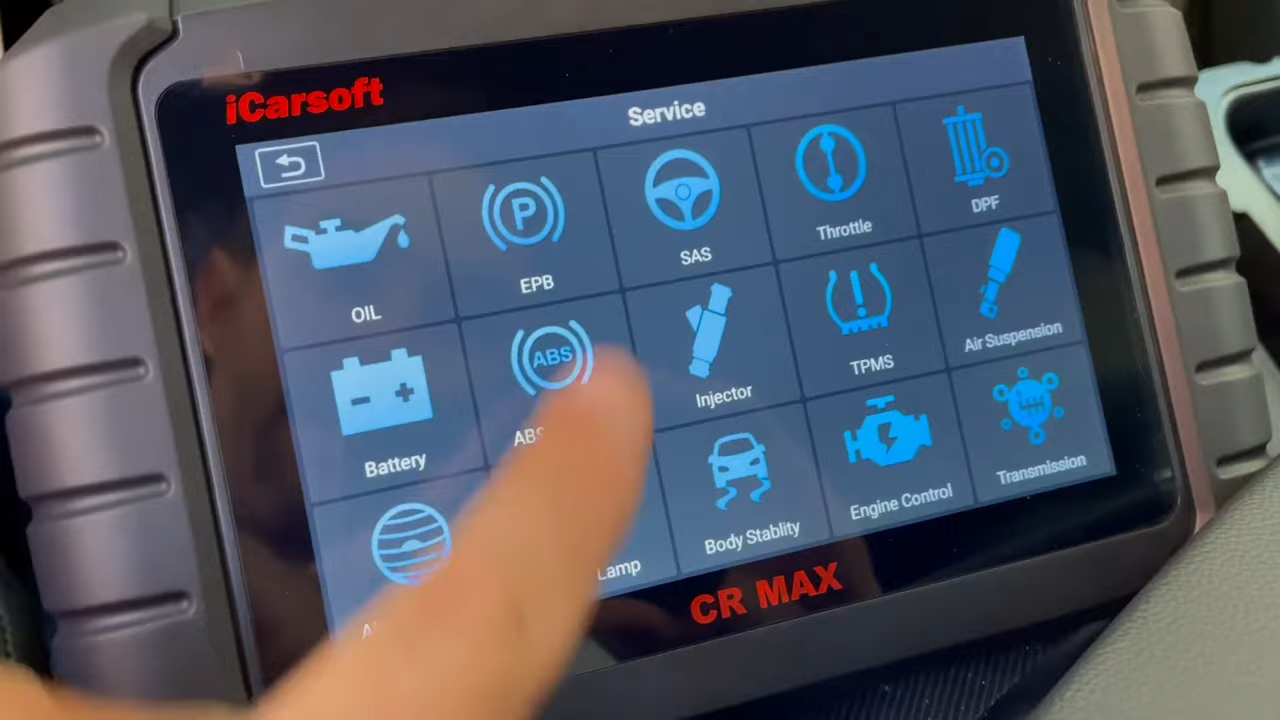 iCarsoft
Service
OIL
P
EPB
SAS
Throttle
DPF
Battery
ABS
Injector
TPMS
Air Suspension
Lamp
Body Stablity
Engine Control
Transmission
CR MAX